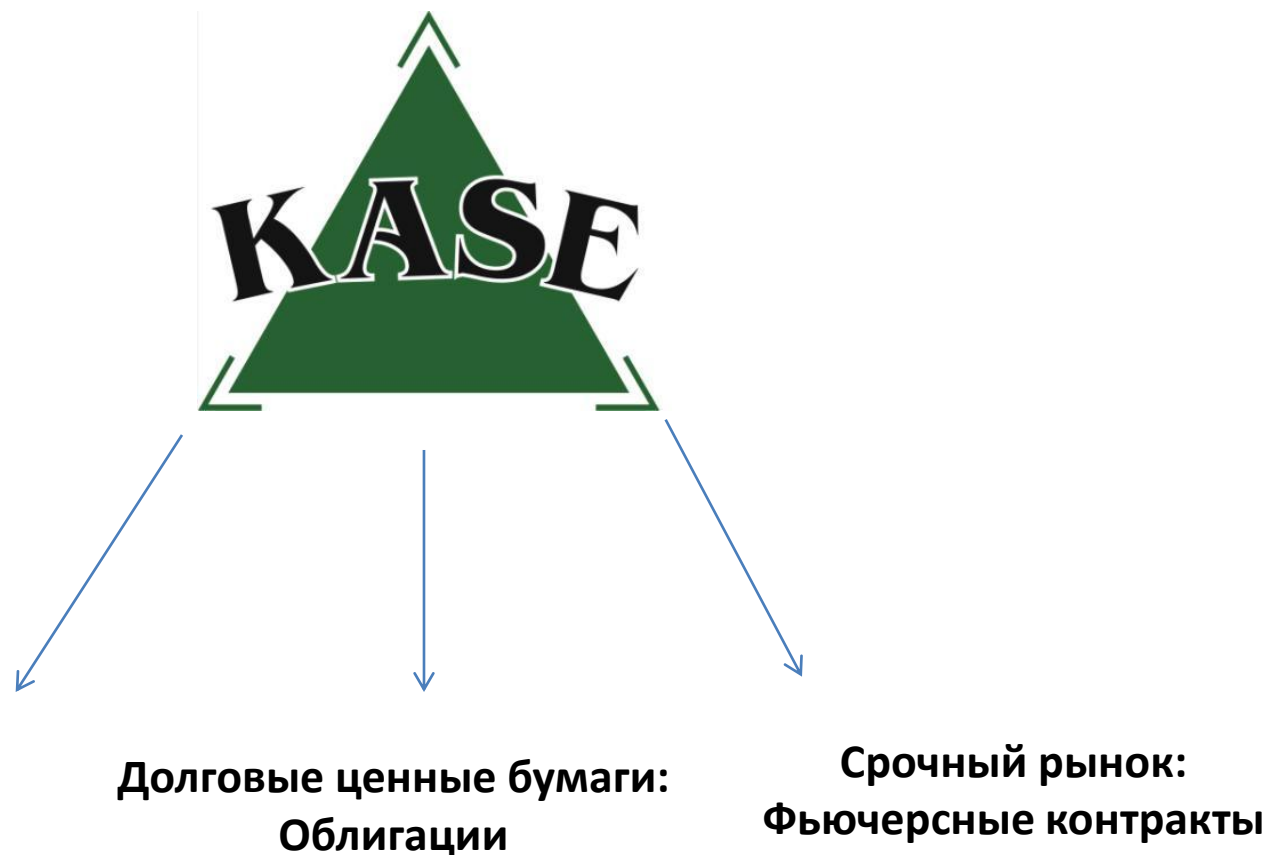 KASE
Долговые ценные бумаги:
Облигации
Срочный рынок:
Фьючерсные контракты